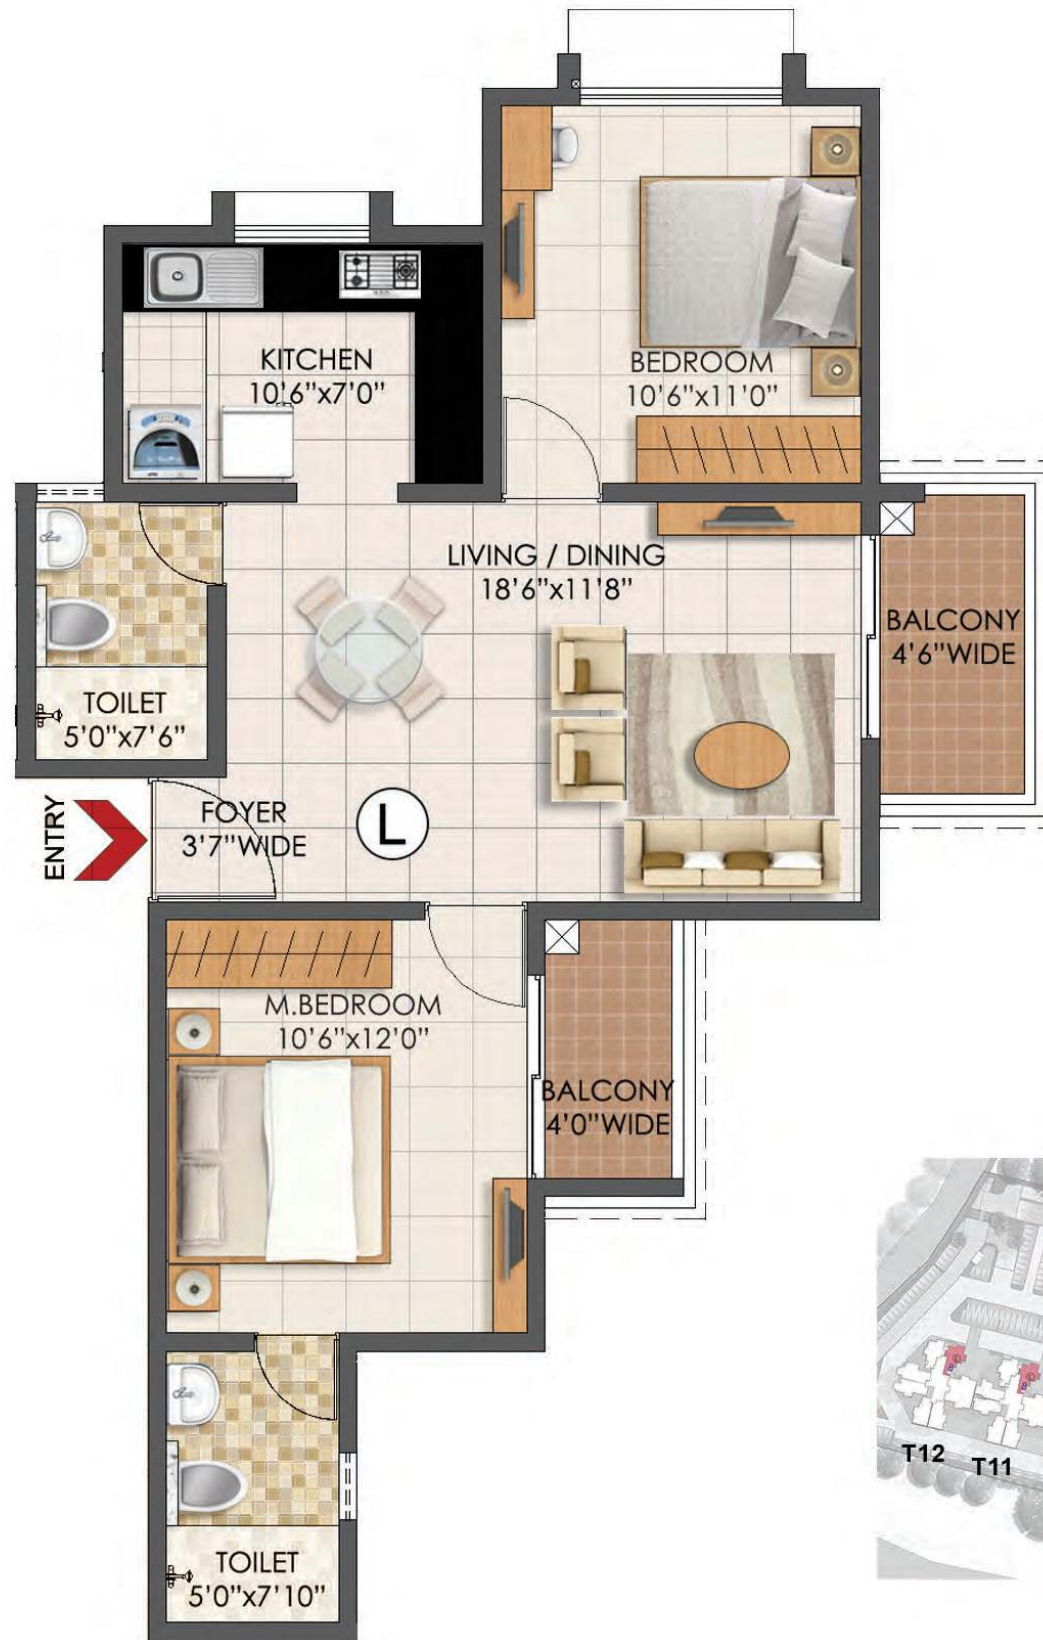 KITCHEN
10'6"x7'0"
BEDROOM
10'6"x11'0"
LIVING / DINING
18'6"x11'8"
BALCONY
4'6"WIDE
TOILET
5'0"x7'6"
ENTRY
FOYER
3'7"WIDE
L
M.BEDROOM
10'6"x12'0"
BALCONY
4'0"WIDE
TOILET
5'0"x7'10"
T12
T11